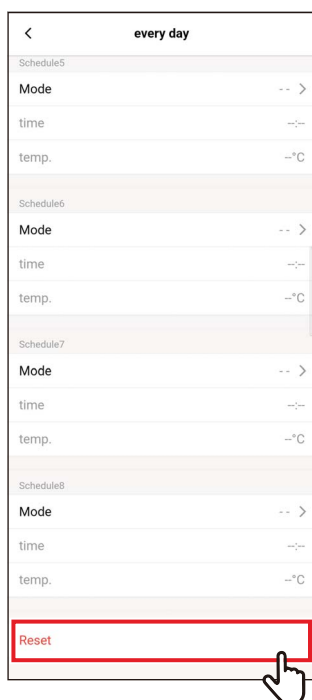 every day
Schedule5
Mode -- >
time --:--
temp. --°C
Schedule6
Mode -- >
time --:--
temp. --°C
Schedule7
Mode -- >
time --:--
temp. --°C
Schedule8
Mode -- >
time --:--
temp. --°C
Reset